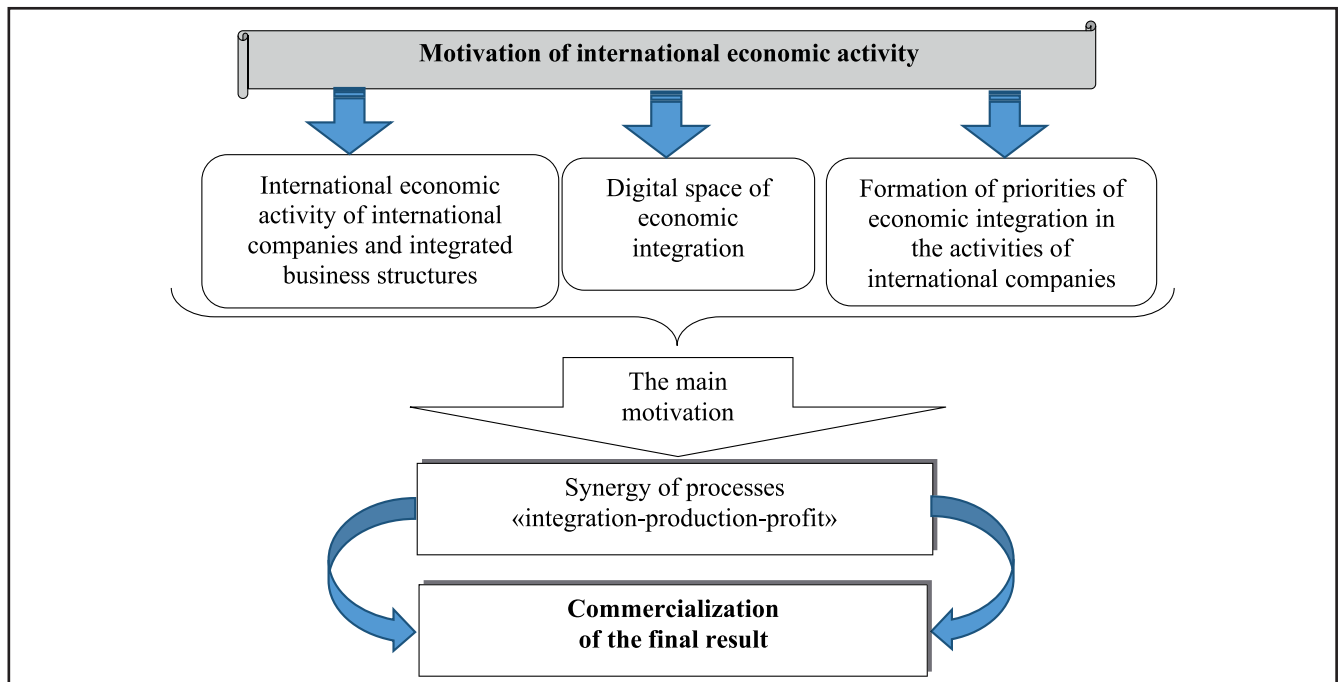 Motivation of international economic activity
International economic
activity of international
companies and integrated
business structures
Digital space of
economic
integration
Formation of priorities of
economic integration in
the activities of
international companies
The main
motivation
Synergy of processes
«integration-production-profit»
Commercialization
of the final result